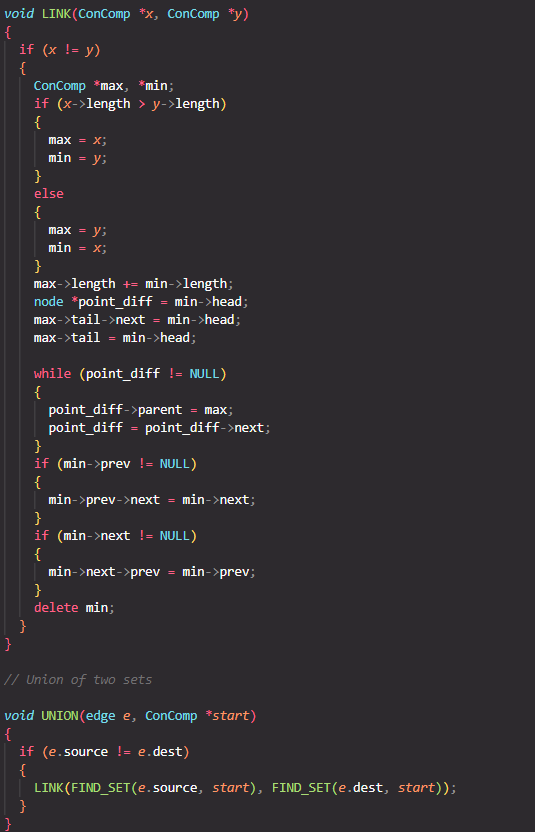 void LINK(ConComp *x, ConComp *y)
{
  if (x != y)
  {
    ConComp *max, *min;
    if (x->length > y->length)
    {
      max = x;
      min = y;
    }
    else
    {
      max = y;
      min = x;
    }
    max->length += min->length;
    node *point_diff = min->head;
    max->tail->next = min->head;
    max->tail = min->head;

    while (point_diff != NULL)
    {
      point_diff->parent = max;
      point_diff = point_diff->next;
    }
    if (min->prev != NULL)
    {
      min->prev->next = min->next;
    }
    if (min->next != NULL)
    {
      min->next->prev = min->prev;
    }
    delete min;
  }
}

// Union of two sets

void UNION(edge e, ConComp *start)
{
  if (e.source != e.dest)
  {
    LINK(FIND_SET(e.source, start), FIND_SET(e.dest, start));
  }
}